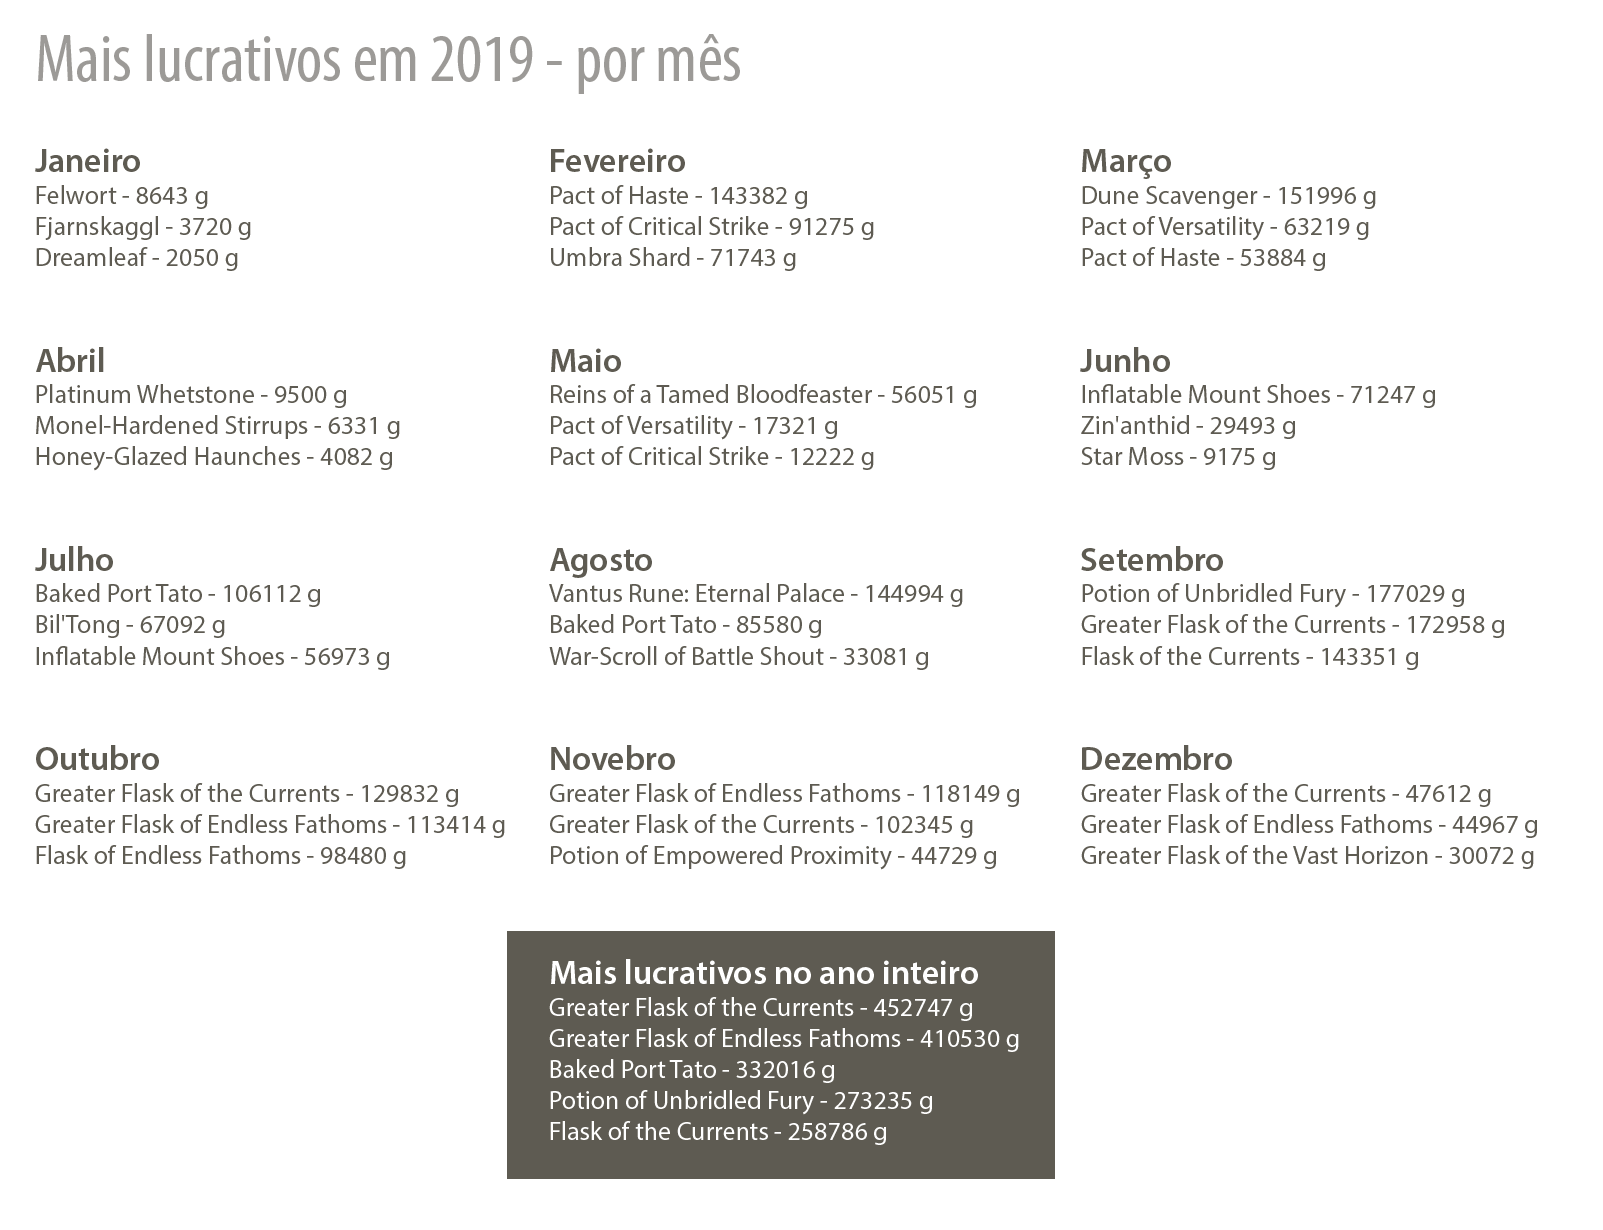 Mais lucrativos em 2019 - por mês
Janeiro
Felwort - 8643 g
Fjarnskaggl - 3720 g
Dreamleaf - 2050 g
Fevereiro
Pact of Haste - 143382 g
Pact of Critical Strike - 91275 g
Umbra Shard - 71743 g
Março
Dune Scavenger - 151996 g
Pact of Versatility - 63219 g
Pact of Haste - 53884 g
Abril
Platinum Whetstone - 9500 g
Monel-Hardened Stirrups - 6331 g
Honey-Glazed Haunches - 4082 g
Maio
Reins of a Tamed Bloodfeaster - 56051 g
Pact of Versatility - 17321 g
Pact of Critical Strike - 12222 g
Junho
Inflatable Mount Shoes - 71247 g
Zin'anthid - 29493 g
Star Moss - 9175 g
Julho
Baked Port Tato - 106112 g
Bil'Tong - 67092 g
Inflatable Mount Shoes - 56973 g
Agosto
Vantus Rune: Eternal Palace - 144994 g
Baked Port Tato - 85580 g
War-Scroll of Battle Shout - 33081 g
Setembro
Potion of Unbridled Fury - 177029 g
Greater Flask of the Currents - 172958 g
Flask of the Currents - 143351 g
Outubro
Greater Flask of the Currents - 129832 g
Greater Flask of Endless Fathoms - 113414 g
Flask of Endless Fathoms - 98480 g
Novebro
Greater Flask of Endless Fathoms - 118149 g
Greater Flask of the Currents - 102345 g
Potion of Empowered Proximity - 44729 g
Dezembro
Greater Flask of the Currents - 47612 g
Greater Flask of Endless Fathoms - 44967 g
Greater Flask of the Vast Horizon - 30072 g
Mais lucrativos no ano inteiro
Greater Flask of the Currents - 452747 g
Greater Flask of Endless Fathoms - 410530 g
Baked Port Tato - 332016 g
Potion of Unbridled Fury - 273235 g
Flask of the Currents - 258786 g